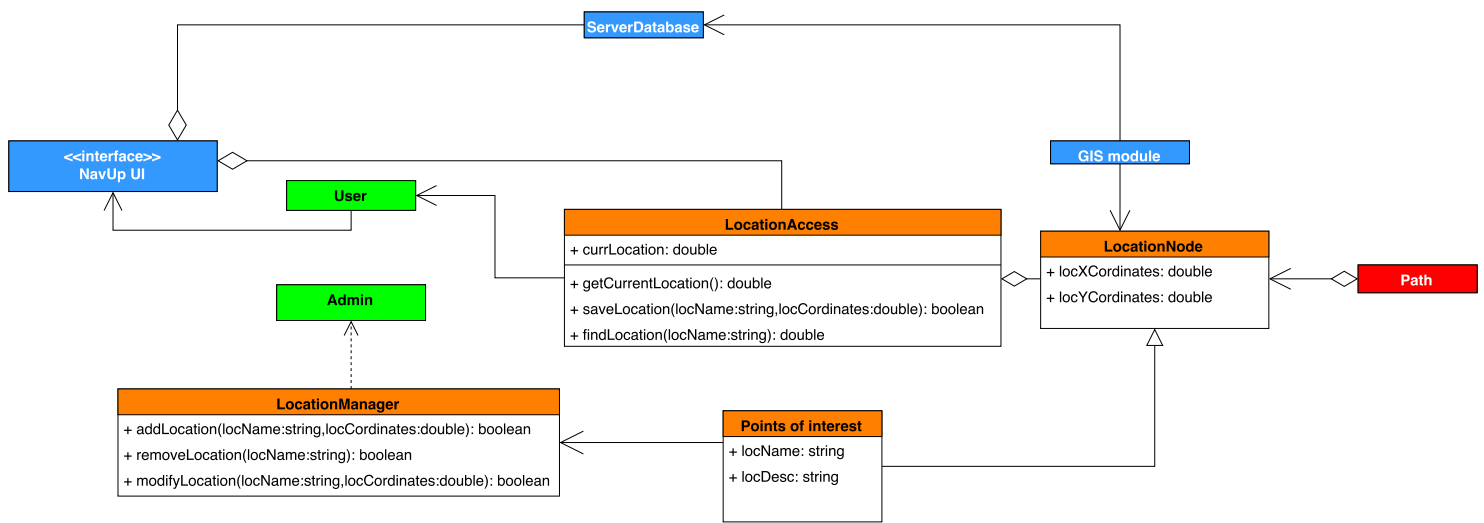 ServerDatabase
<<interface>>
NavUp UI
GIS module
User
LocationAccess
+ currLocation: double
+ getCurrentLocation(): double
+ saveLocation(locName:string,locCordinates:double): boolean
+ findLocation(locName:string): double
LocationNode
+ locXCordinates: double
+ locYCordinates: double
Path
Admin
LocationManager
+ addLocation(locName:string,locCordinates:double): boolean
+ removeLocation(locName:string): boolean
+ modifyLocation(locName:string,locCordinates:double): boolean
Points of interest
+ locName: string
+ locDesc: string